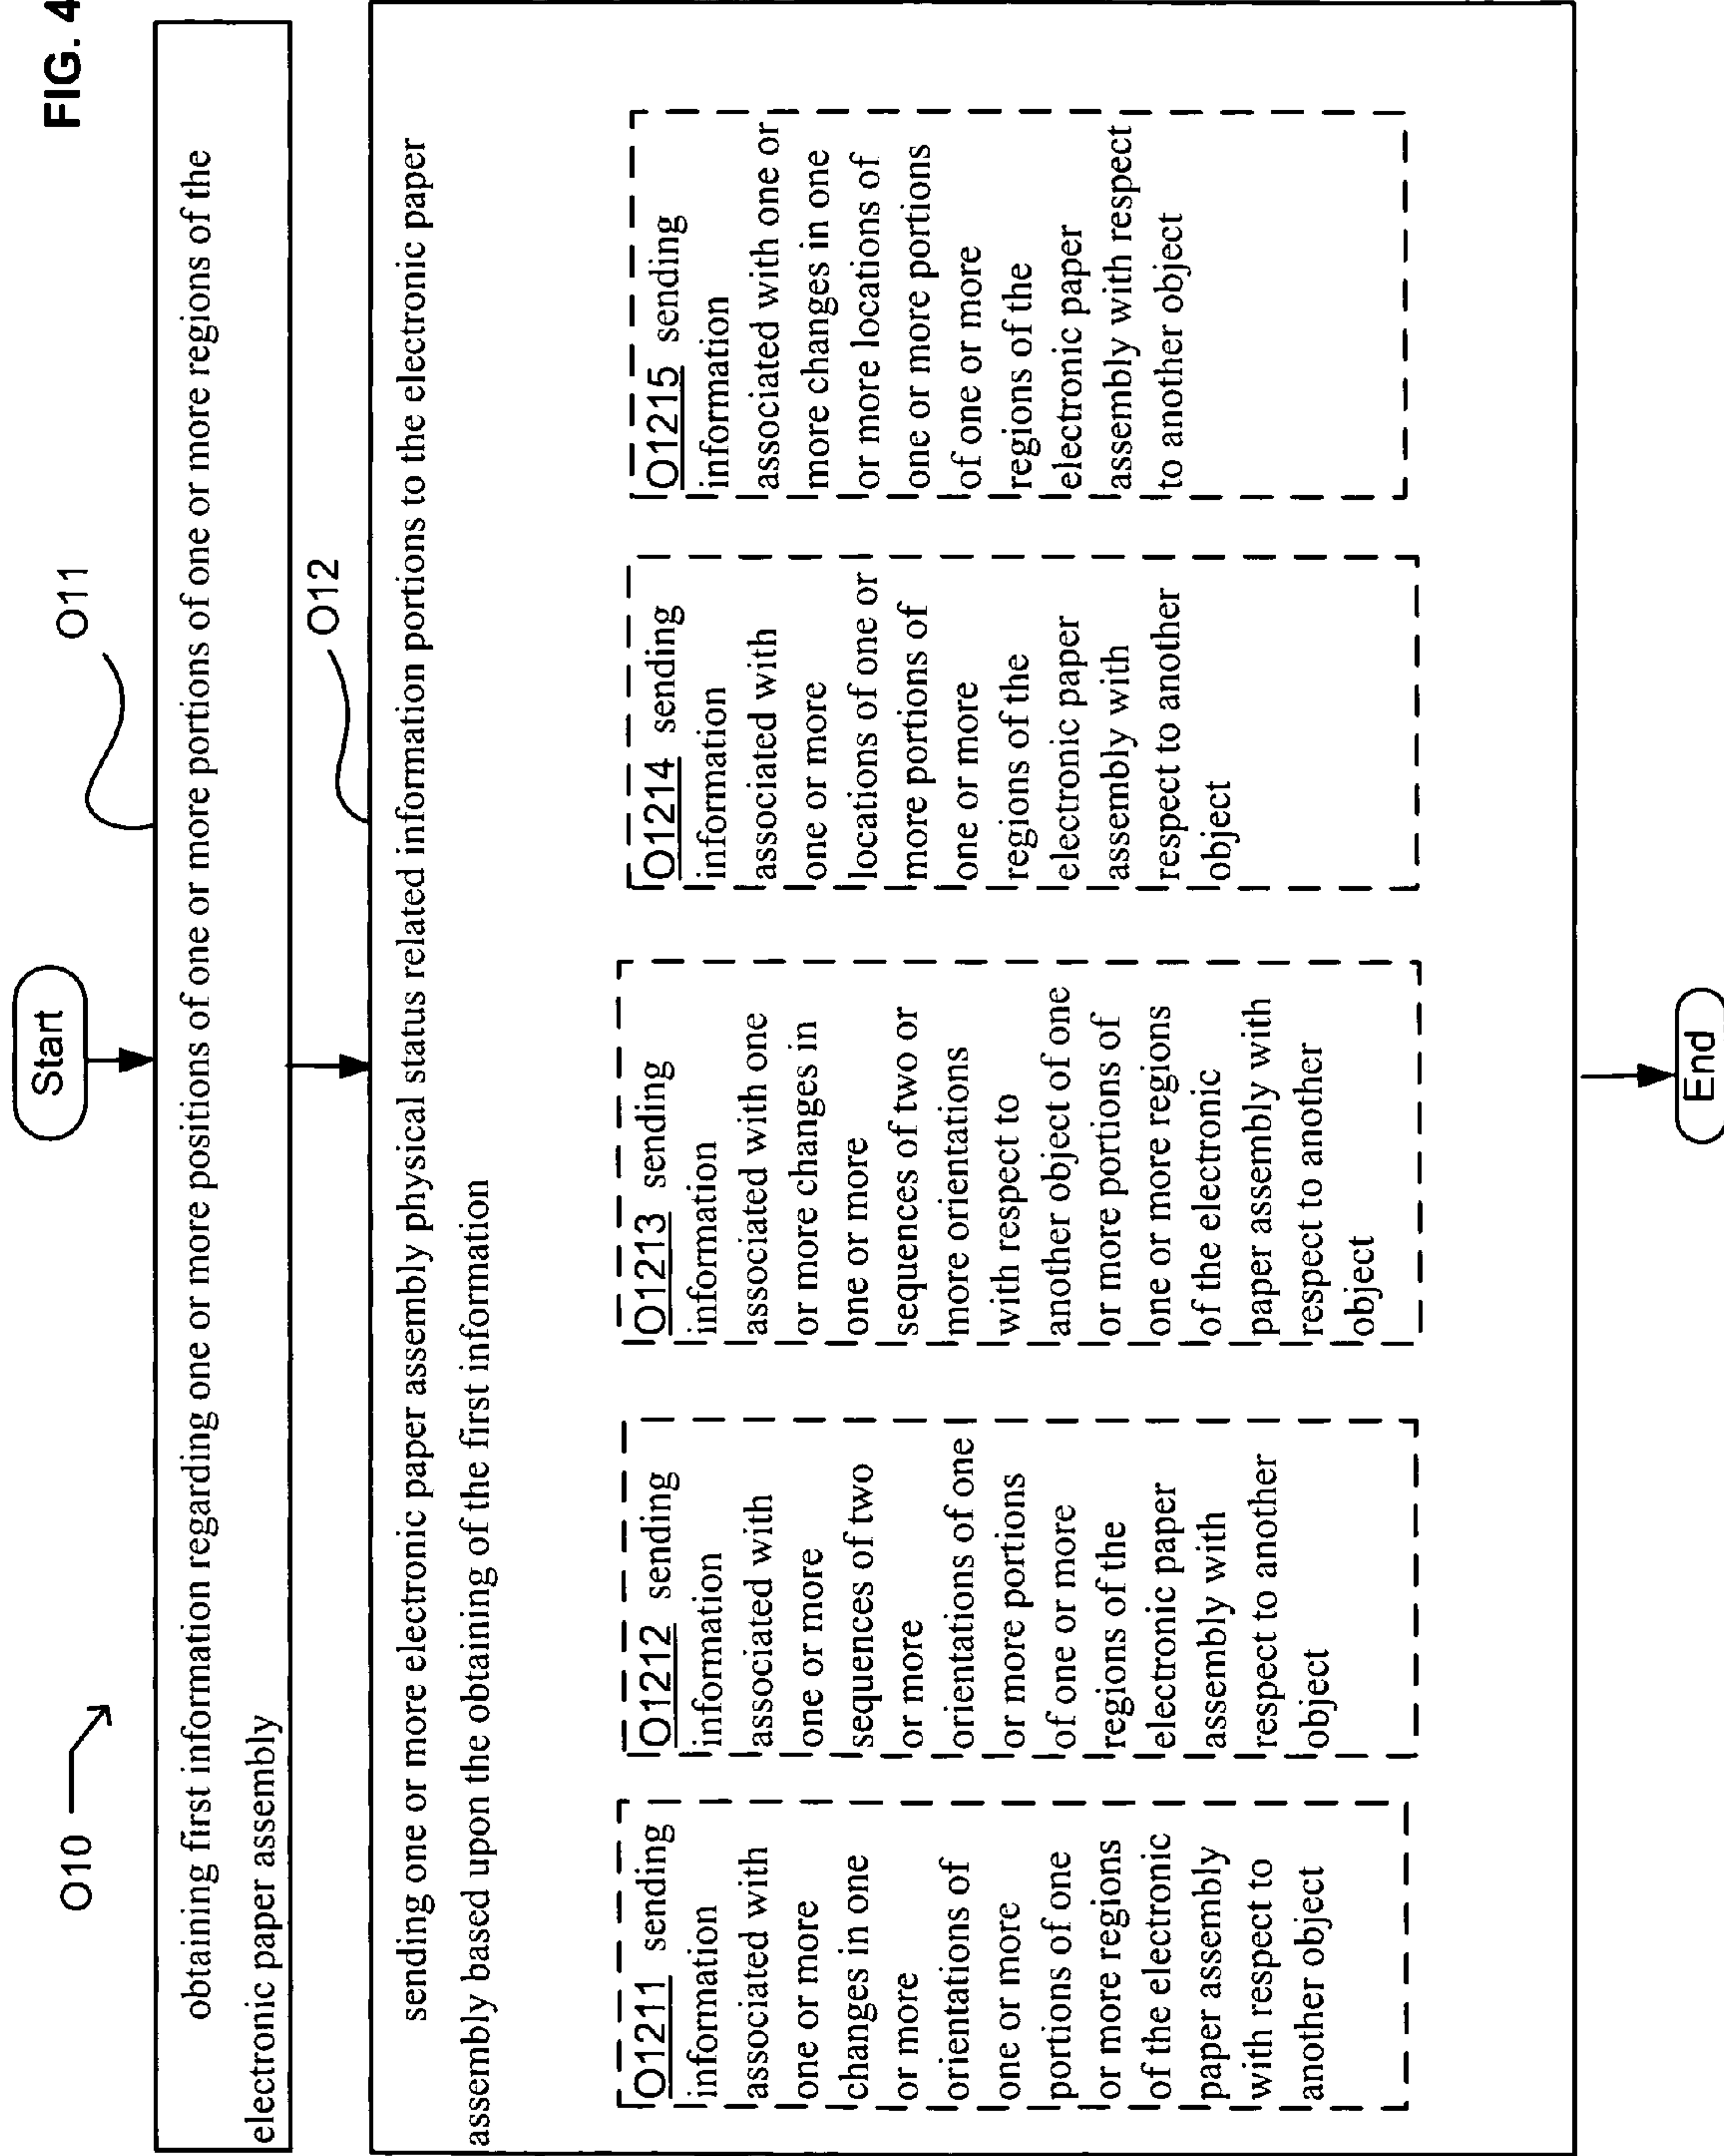 FIG. 4
Start
O10
O11
obtaining first information regarding one or more positions of one or more portions of one or more regions of the
electronic paper assembly
O12
sending one or more electronic paper assembly physical status related information portions to the electronic paper
assembly based upon the obtaining of the first information
O1211 sending
information
associated with
one or more
changes in one
or more
orientations of
one or more
portions of one
or more regions
of the electronic
paper assembly
with respect to
another object
O1212 sending
information
associated with
one or more
sequences of two
or more
orientations of one
or more portions
of one or more
regions of the
electronic paper
assembly with
respect to another
object
O1213 sending
information
associated with one
or more changes in
one or more
sequences of two or
more orientations
with respect to
another object of one
or more portions of
one or more regions
of the electronic
paper assembly with
respect to another
object
O1214 sending
information
associated with
one or more
locations of one or
more portions of
one or more
regions of the
electronic paper
assembly with
respect to another
object
O1215 sending
information
associated with one or
more changes in one
or more locations of
one or more portions
of one or more
regions of the
electronic paper
assembly with respect
to another object
End